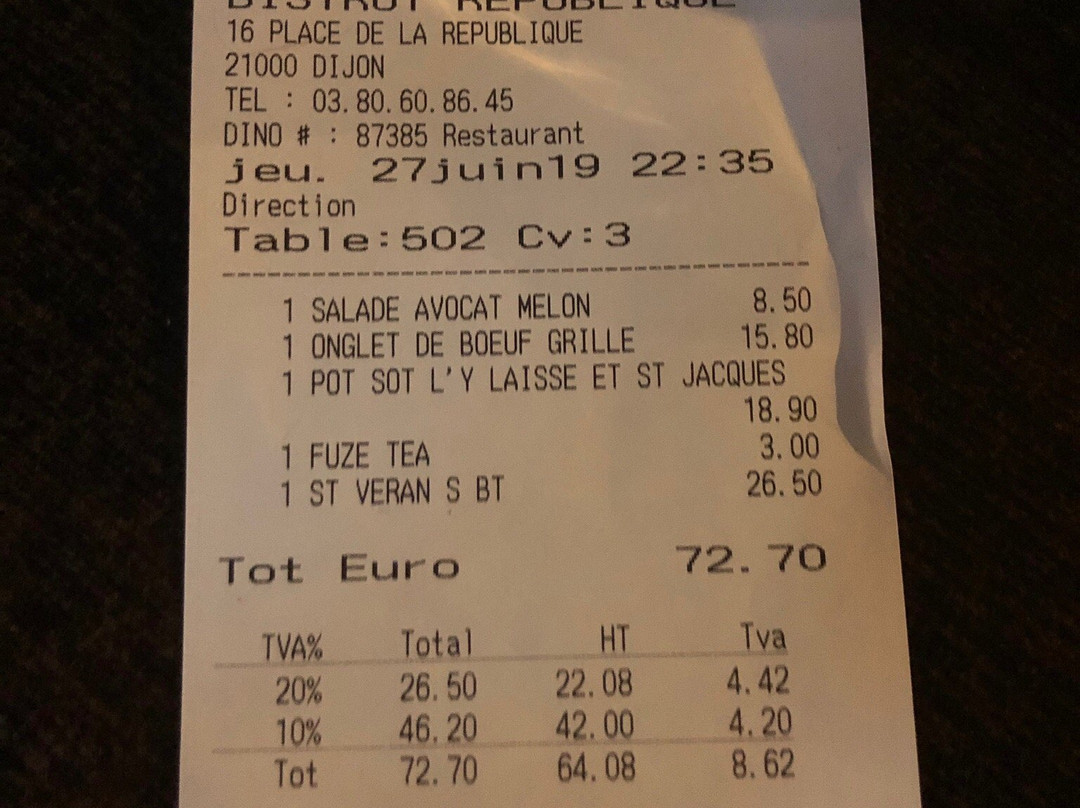 BISTROT REPUBLIQUE
16 PLACE DE LA REPUBLIQUE
21000 DIJON
TEL : 03.80.60.86.45
DINO # : 87385 Restaurant
jeu. 27juin19 22:35
Direction
Table:502 Cv:3
1 SALADE AVOCAT MELON 8.50
1 ONGLET DE BOEUF GRILLE 15.80
1 POT SOT L'Y LAISSE ET ST JACQUES
18.90
1 FUZE TEA 3.00
1 ST VERAN S BT 26.50
Tot Euro 72.70
TVA% Total HT Tva
20% 26.50 22.08 4.42
10% 46.20 42.00 4.20
Tot 72.70 64.08 8.62